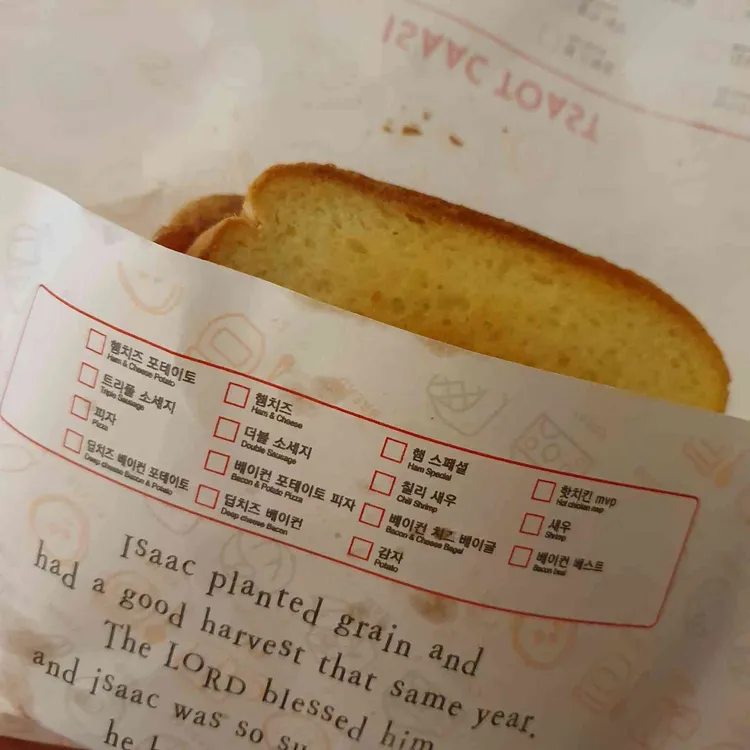 ISAAC TOAST
햄치즈 포테이토
Ham & Cheese Potato
트리플 소세지
Triple Sausage
피자
Pizza
딥치즈 베이컨 포테이토
Deep cheese Bacon & Potato
햄치즈
Ham & Cheese
더블 소세지
Double Sausage
베이컨 포테이토 피자
Bacon & Potato Pizza
딥치즈 베이컨
Deep cheese Bacon
햄 스페셜
Ham Special
칠리 새우
Chili Shrimp
베이컨 치즈 베이글
Bacon & Cheese Bagel
감자
Potato
핫치킨 mvp
Hot chicken mvp
새우
Shrimp
베이컨 베스트
Bacon best
Isaac planted grain and
had a good harvest that same year.
The LORD blessed him
and isaac was so su
he